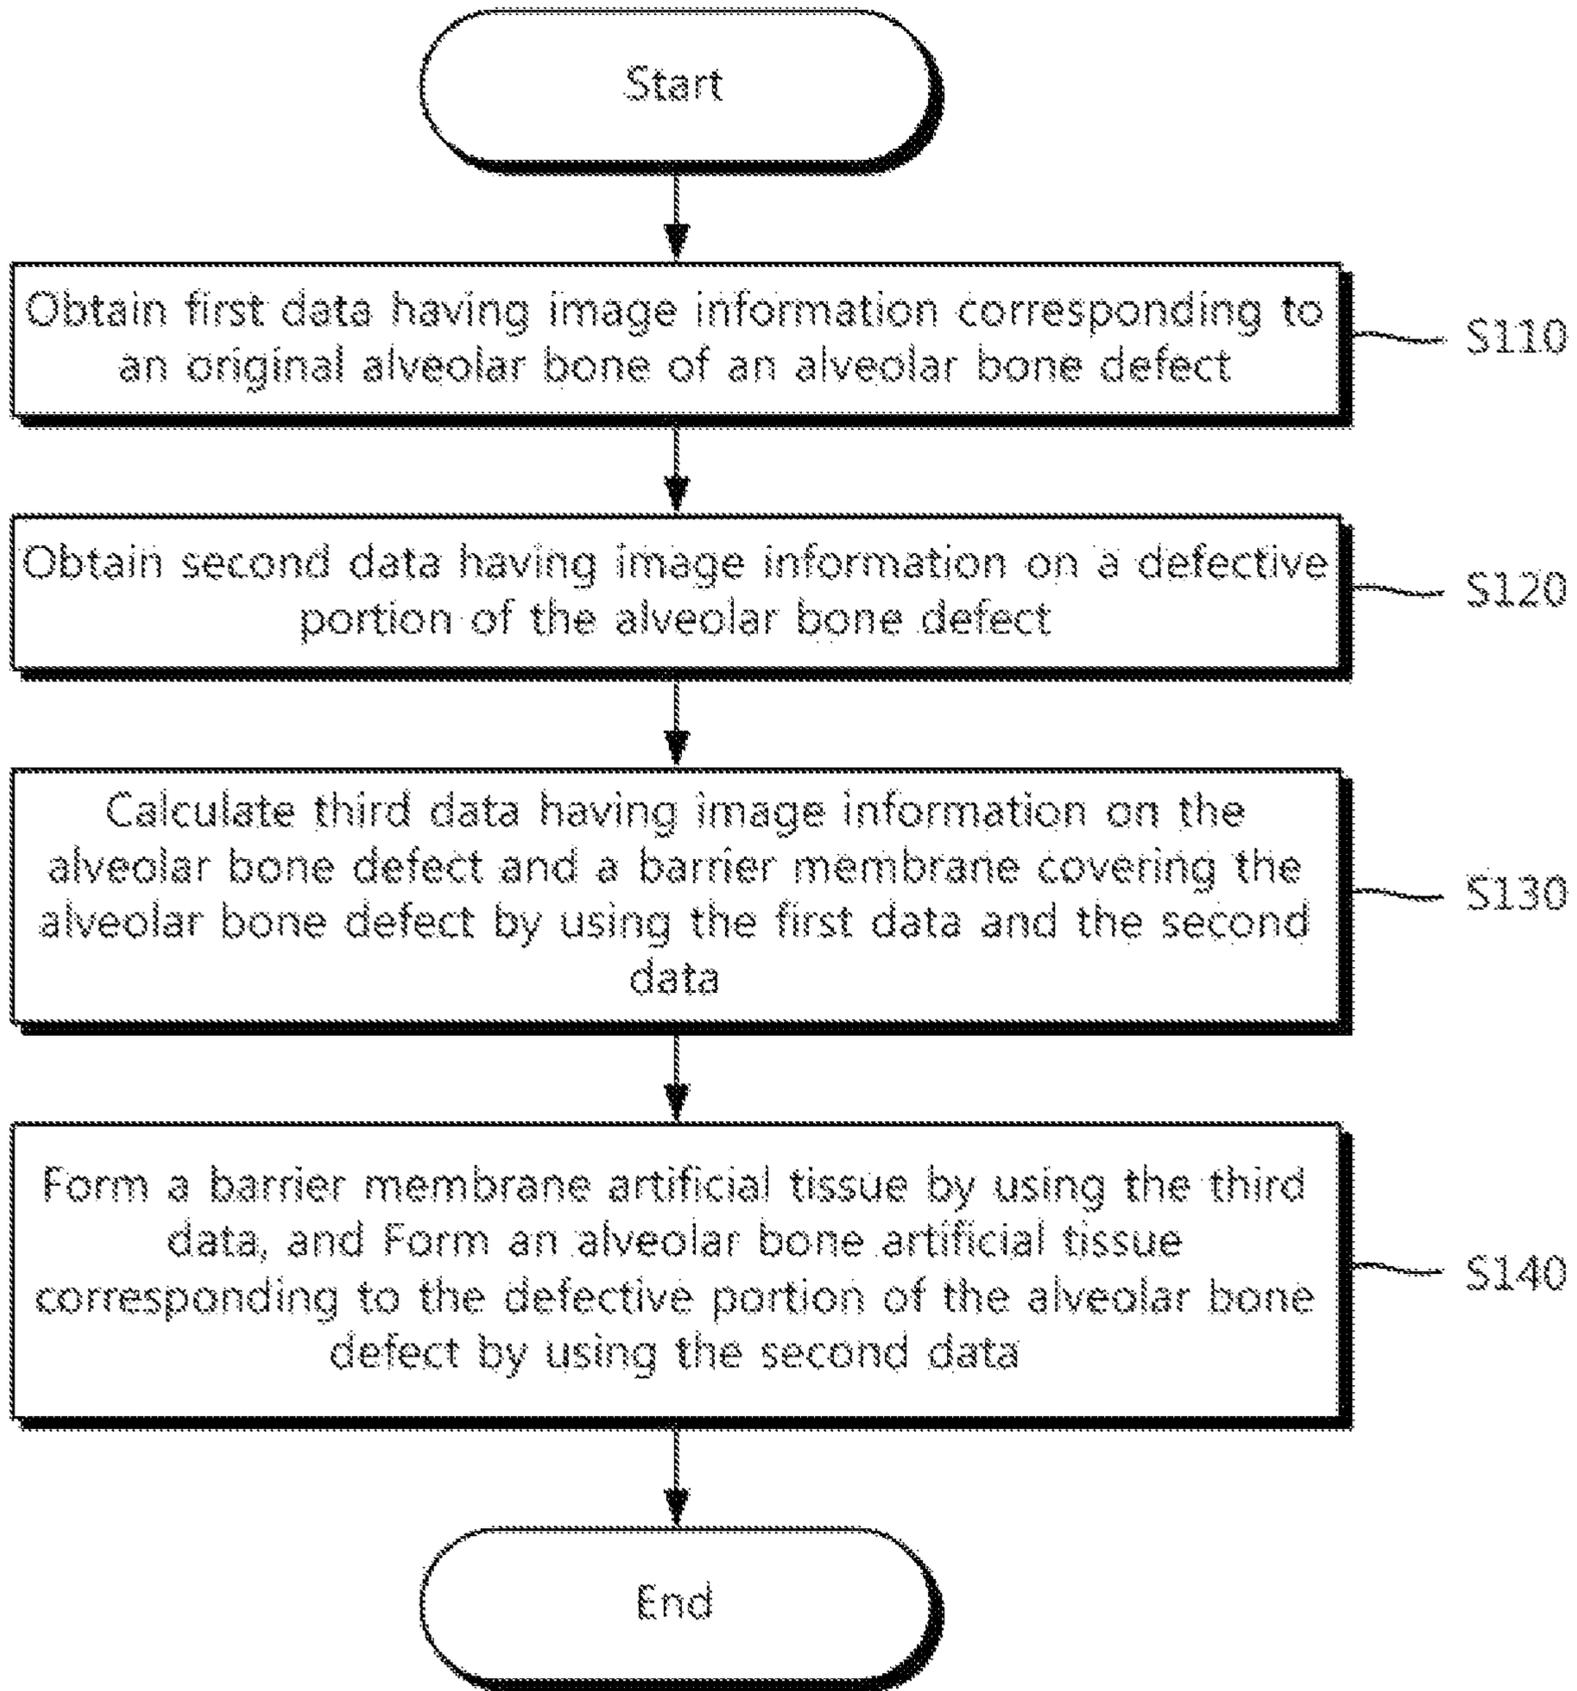 Start
Obtain first data having image information corresponding to
an original alveolar bone of an alveolar bone defect
S110
Obtain second data having image information on a defective
portion of the alveolar bone defect
S120
Calculate third data having image information on the
alveolar bone defect and a barrier membrane covering the
alveolar bone defect by using the first data and the second
data
S130
Form a barrier membrane artificial tissue by using the third
data, and Form an alveolar bone artificial tissue
corresponding to the defective portion of the alveolar bone
defect by using the second data
S140
End